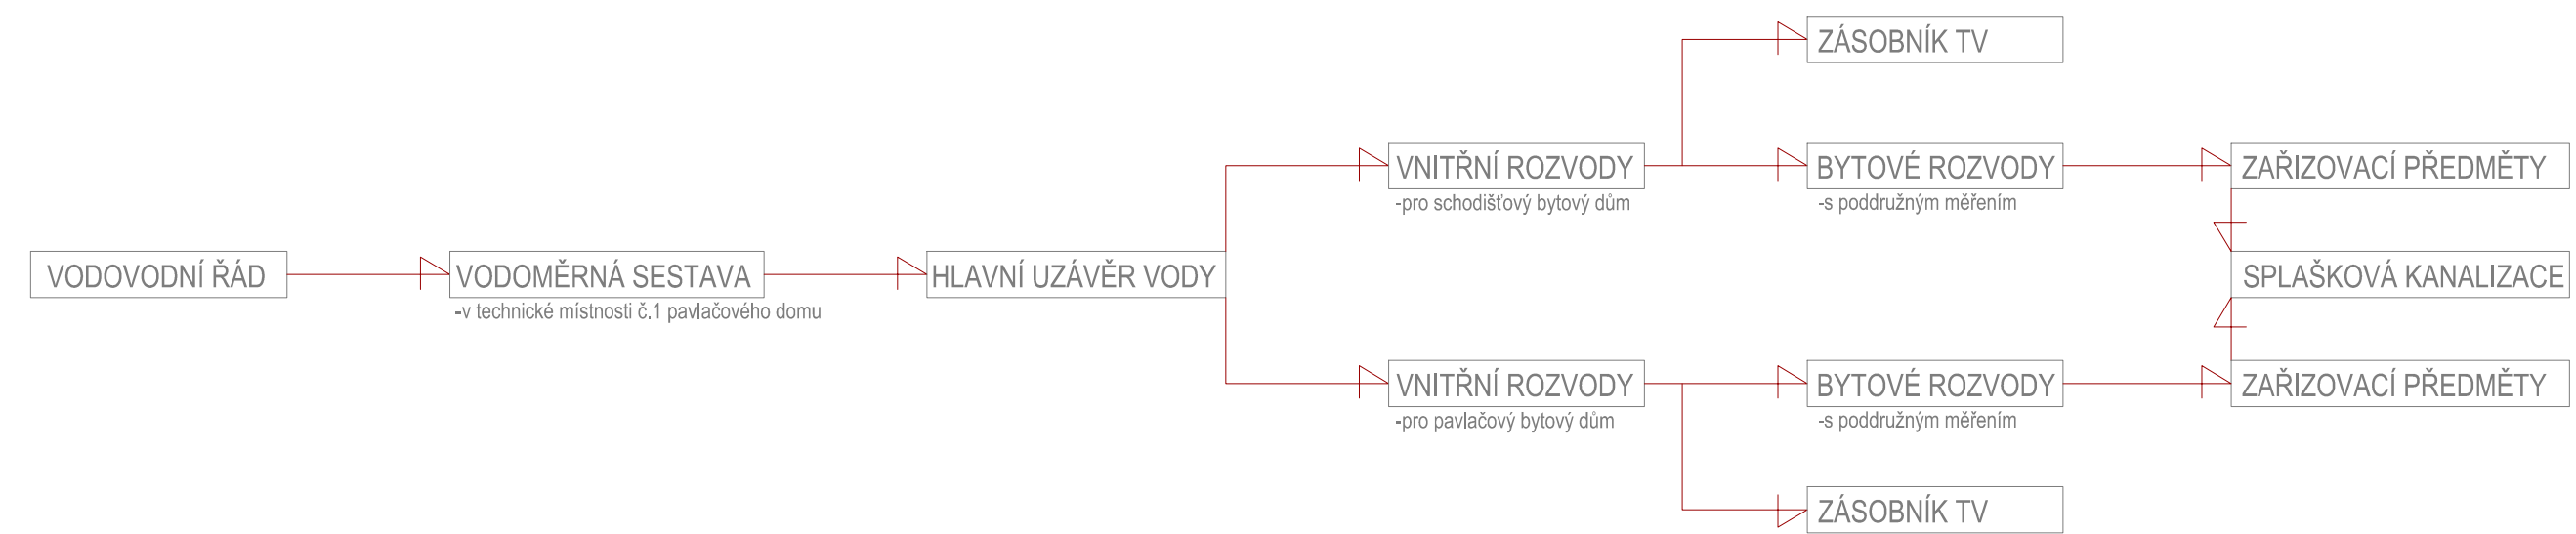 ZÁSOBNÍK TV
VNITŘNÍ ROZVODY
-pro schodišťový bytový dům
BYTOVÉ ROZVODY
-s poddružným měřením
ZAŘIZOVACÍ PŘEDMĚTY
VODOVODNÍ ŘÁD
VODOMĚRNÁ SESTAVA
-v technické místnosti č.1 pavlačového domu
HLAVNÍ UZÁVĚR VODY
SPLAŠKOVÁ KANALIZACE
VNITŘNÍ ROZVODY
-pro pavlačový bytový dům
BYTOVÉ ROZVODY
-s poddružným měřením
ZAŘIZOVACÍ PŘEDMĚTY
ZÁSOBNÍK TV